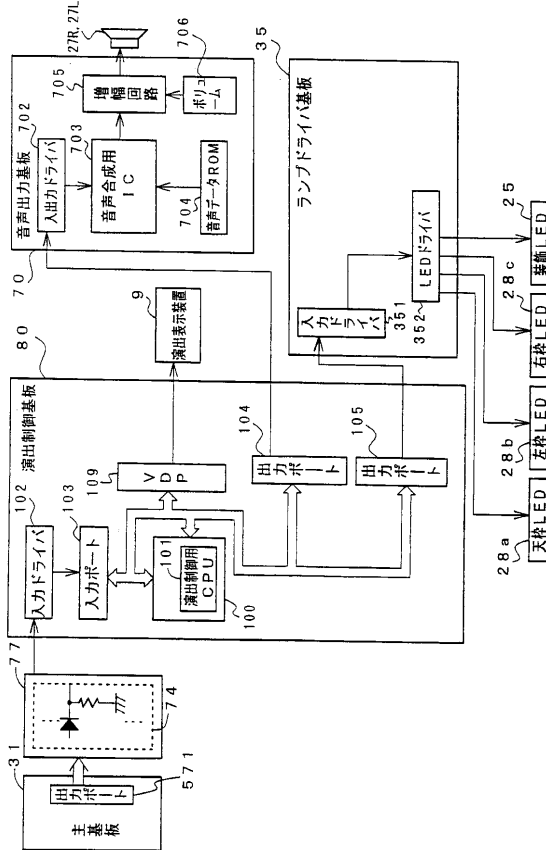 31
主基板
出力ポート
571
77
74
80
演出制御基板
102
入力ドライバ
103
入力ポート
101
演出制御用
CPU
100
109
VDP
9
演出表示装置
104
出力ポート
105
出力ポート
70
音声出力基板
702
入出力ドライバ
703
音声合成用
IC
704
音声データROM
705
増幅
回路
706
ボリュ
ーム
27R,27L
35
ランプドライバ基板
入力ド
ライバ
351
352
LEDドライバ
28a
天枠LED
28b
左枠LED
28c
右枠LED
25
装飾LED